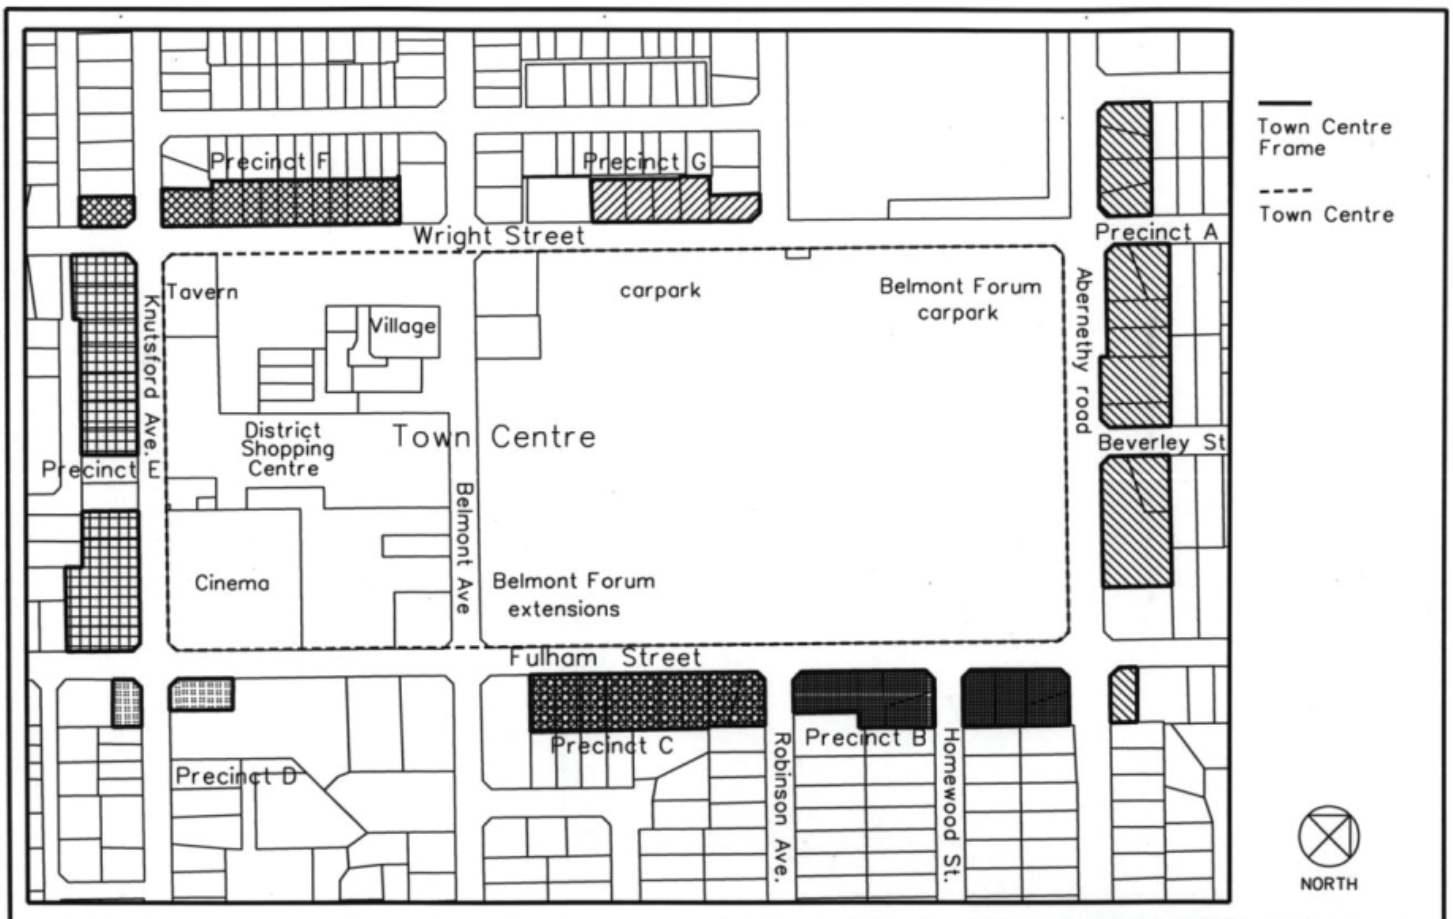 Town Centre
Frame
Town Centre
Precinct F
Precinct G
Wright Street
Precinct A
Tavern
Village
carpark
Belmont Forum
carpark
Knutsford Ave.
Abernethy road
District
Shopping
Centre
Town Centre
Beverley St
Precinct E
Belmont Ave
Cinema
Belmont Forum
extensions
Fulham Street
Precinct C
Precinct B
Precinct D
Robinson Ave.
Homewood St.
NORTH